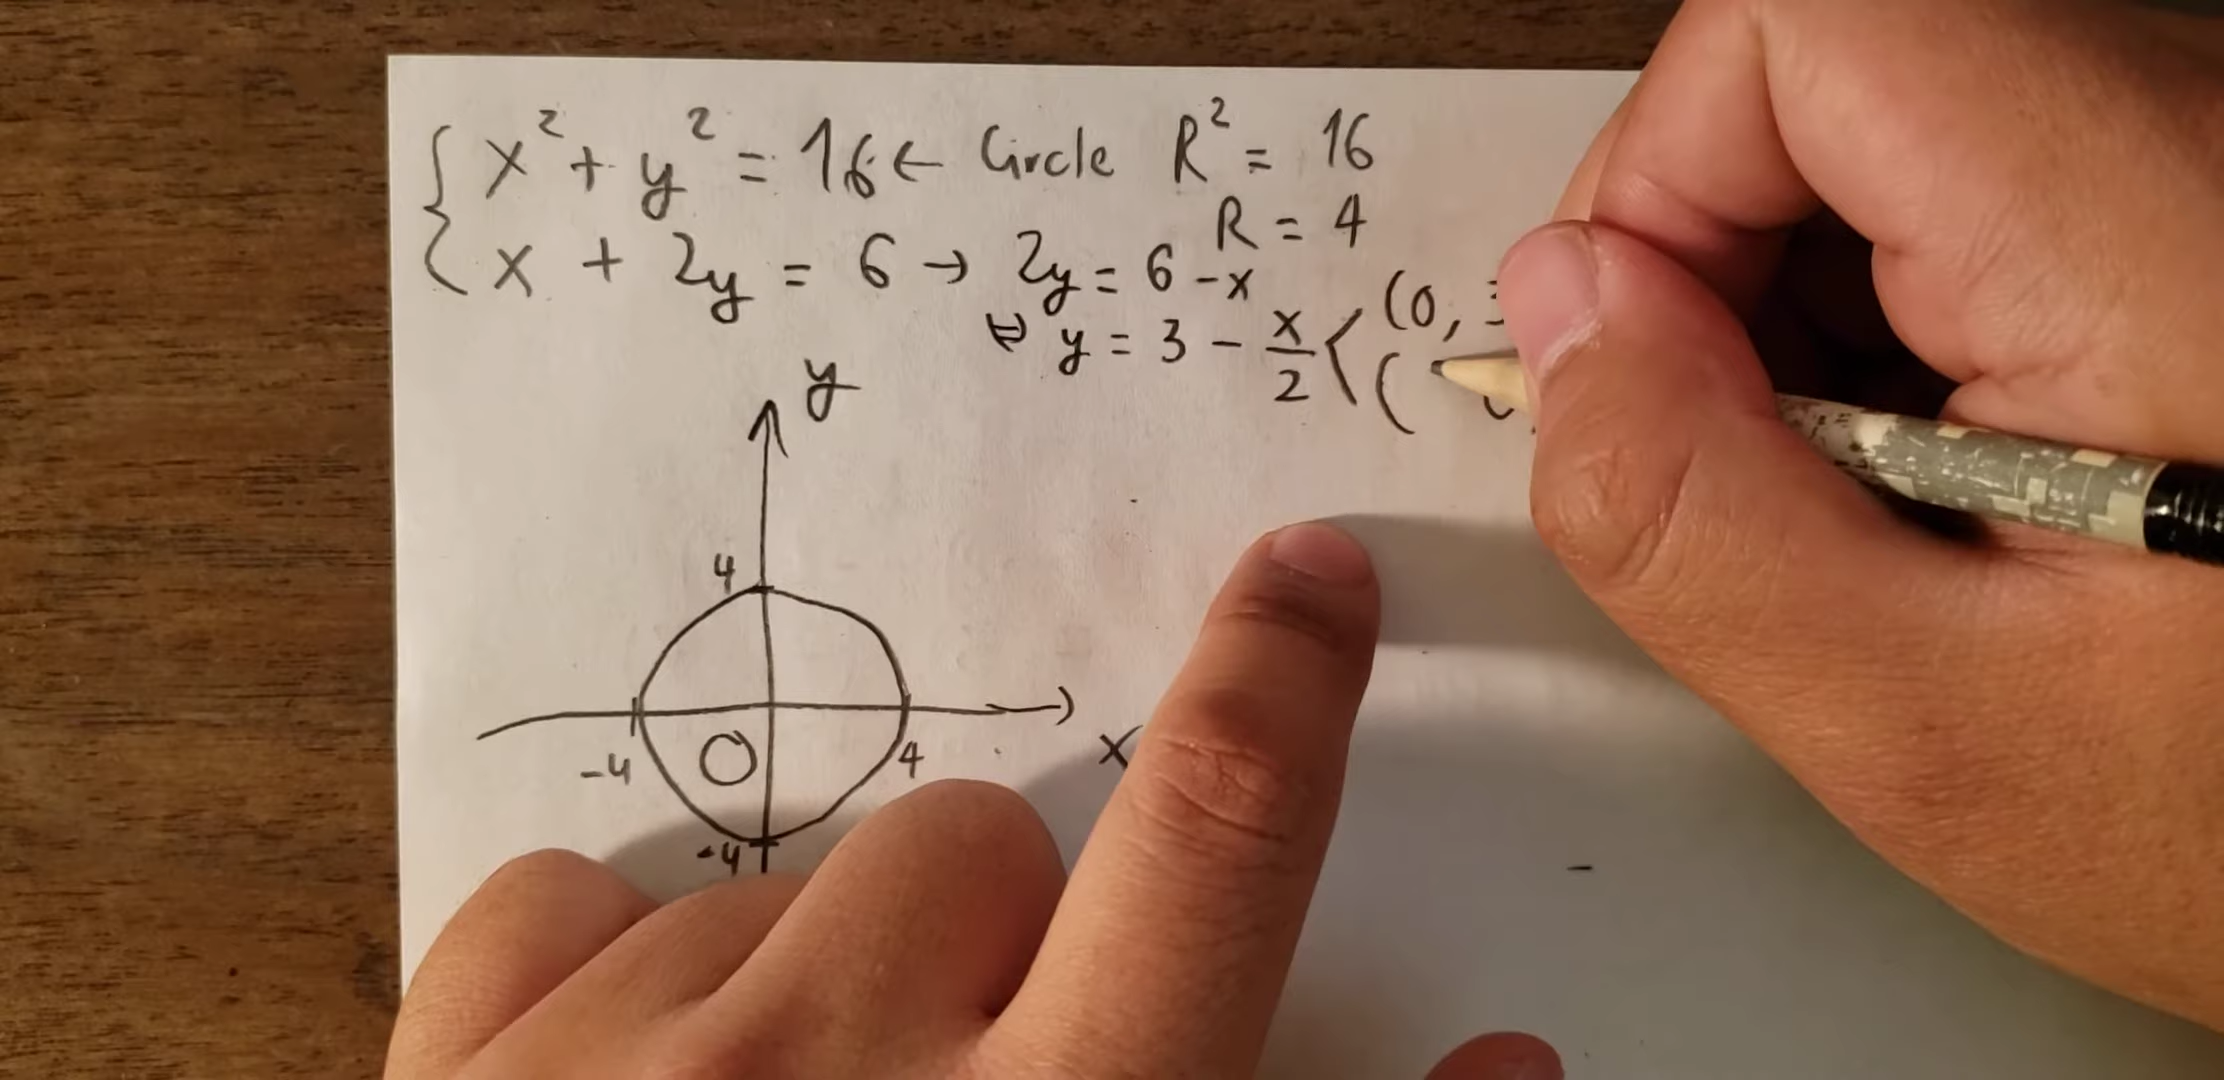 { x² + y² = 16 ← Circle R² = 16
R = 4
x + 2y = 6 → 2y = 6 - x
⇔ y = 3 - x/2 < (0,
(
y
4
-4 O 4 x
-4